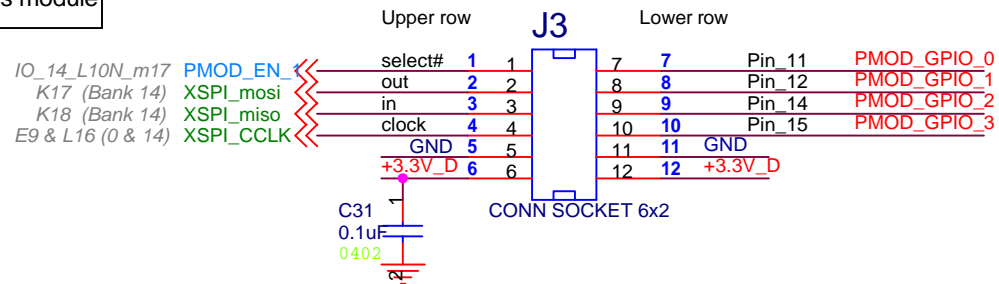 s module
Upper row J3 Lower row
IO_14_L10N_m17 PMOD_EN_1 select# 1 1 7 7 Pin_11 PMOD_GPIO_0
K17 (Bank 14) XSPI_mosi out 2 2 8 8 Pin_12 PMOD_GPIO_1
K18 (Bank 14) XSPI_miso in 3 3 9 9 Pin_14 PMOD_GPIO_2
E9 & L16 (0 & 14) XSPI_CCLK clock 4 4 10 10 Pin_15 PMOD_GPIO_3
GND 5 5 11 11 GND
+3.3V_D 6 6 12 12 +3.3V_D
1
C31 CONN SOCKET 6x2
0.1uF
0402
2